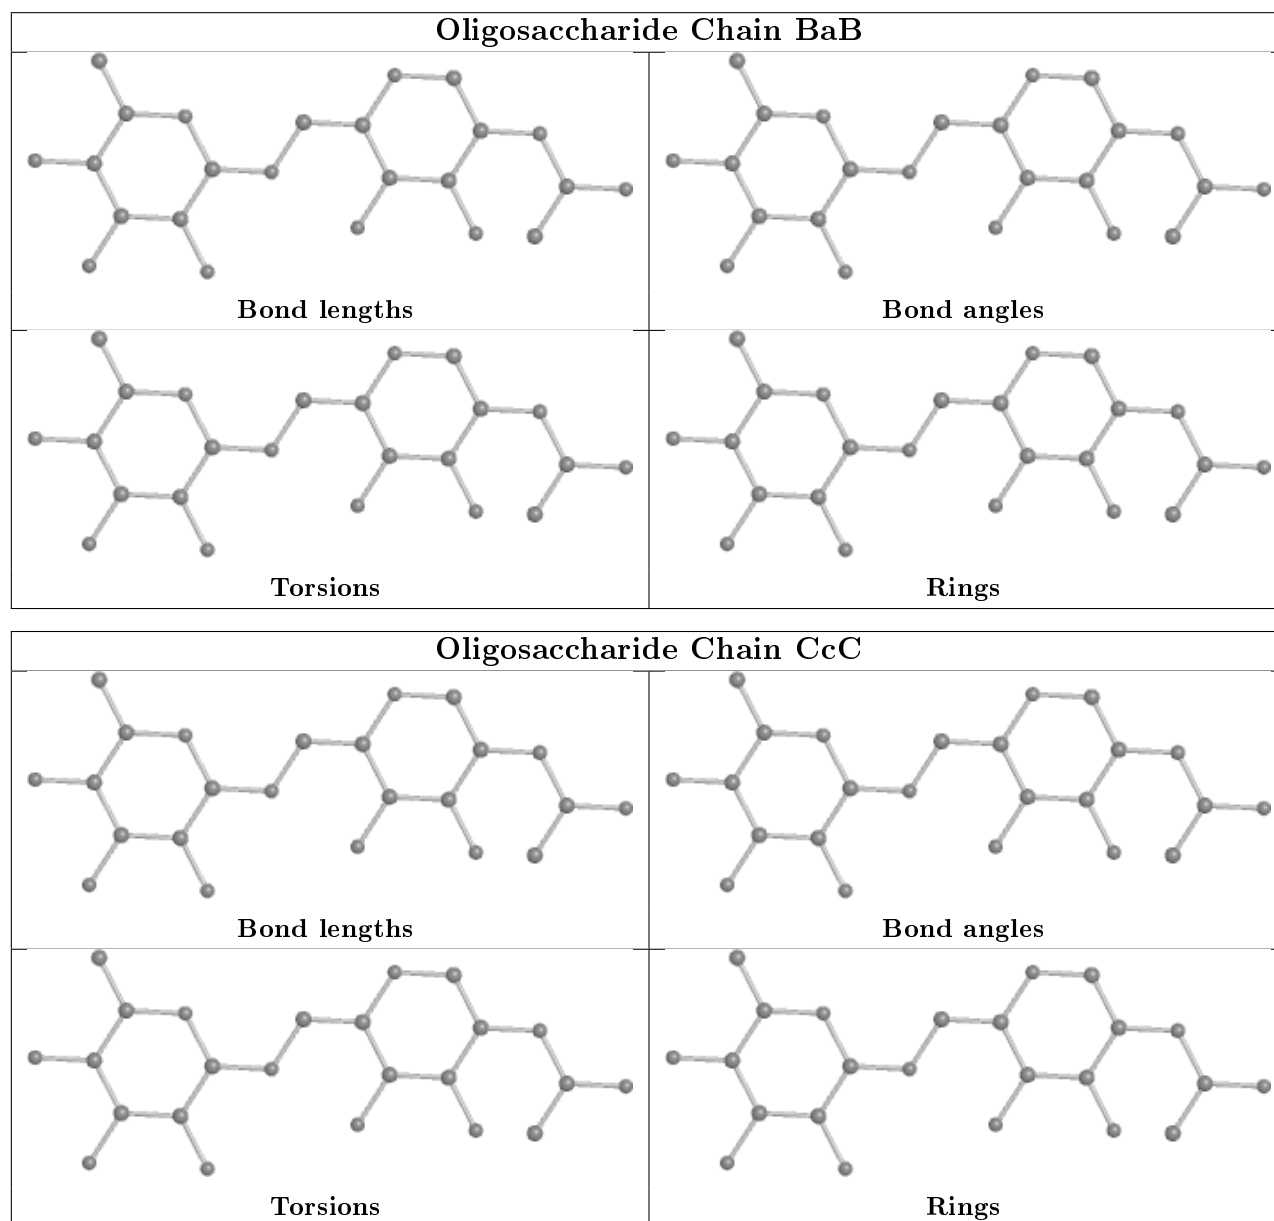 Oligosaccharide Chain BaB
Bond lengths
Bond angles
Torsions
Rings
Oligosaccharide Chain CcC
Bond lengths
Bond angles
Torsions
Rings